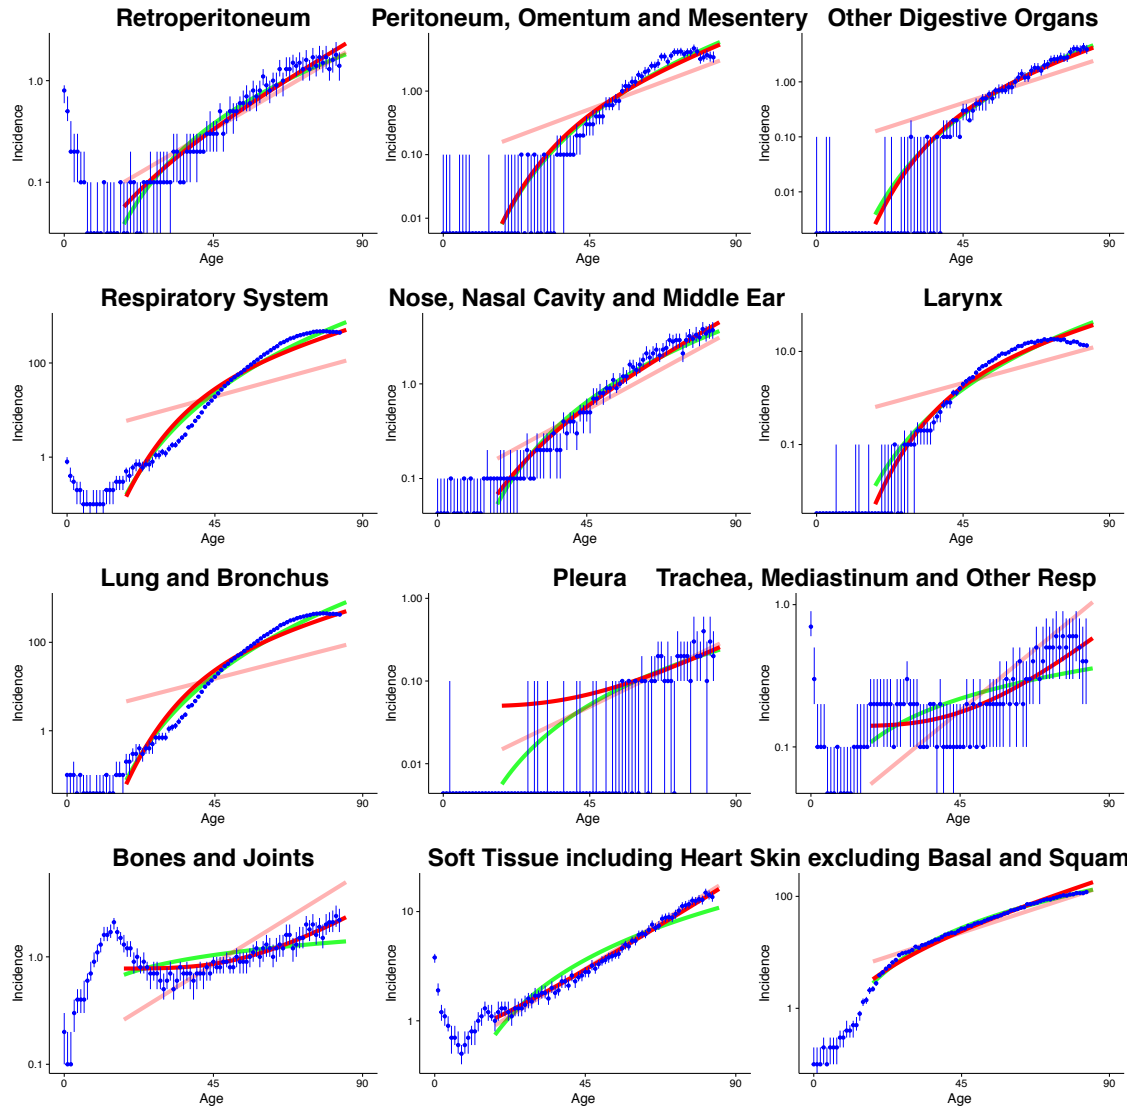 Retroperitoneum
Incidence
1.0
0.1
0
45
90
Age
Peritoneum, Omentum and Mesentery
Incidence
1.00
0.10
0.01
0
45
90
Age
Other Digestive Organs
Incidence
1.00
0.10
0.01
0
45
90
Age
Respiratory System
Incidence
100
1
0
45
90
Age
Nose, Nasal Cavity and Middle Ear
Incidence
1.0
0.1
0
45
90
Age
Larynx
Incidence
10.0
0.1
0
45
90
Age
Lung and Bronchus
Incidence
100
1
0
45
90
Age
Pleura
Incidence
1.00
0.10
0.01
0
45
90
Age
Trachea, Mediastinum and Other Resp
Incidence
1.0
0.1
0
45
90
Age
Bones and Joints
Incidence
1.0
0.1
0
45
90
Age
Soft Tissue including Heart
Incidence
10
1
0
45
90
Age
Skin excluding Basal and Squam
Incidence
100
1
0
45
90
Age